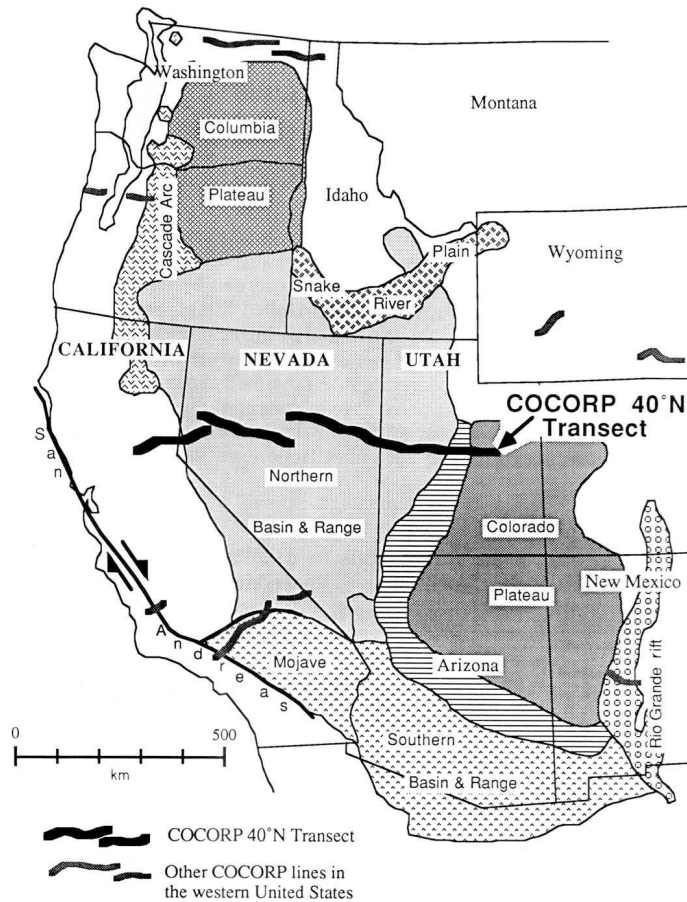 Washington
Montana
Columbia
Plateau
Idaho
Cascade Arc
Plain
Snake
River
Wyoming
CALIFORNIA
NEVADA
UTAH
COCORP 40°N
Transect
San Andreas
Northern
Basin & Range
Colorado
Plateau
New Mexico
Arizona
Mojave
Rio Grande rift
Southern
Basin & Range
0
500
km
COCORP 40°N Transect
Other COCORP lines in
the western United States